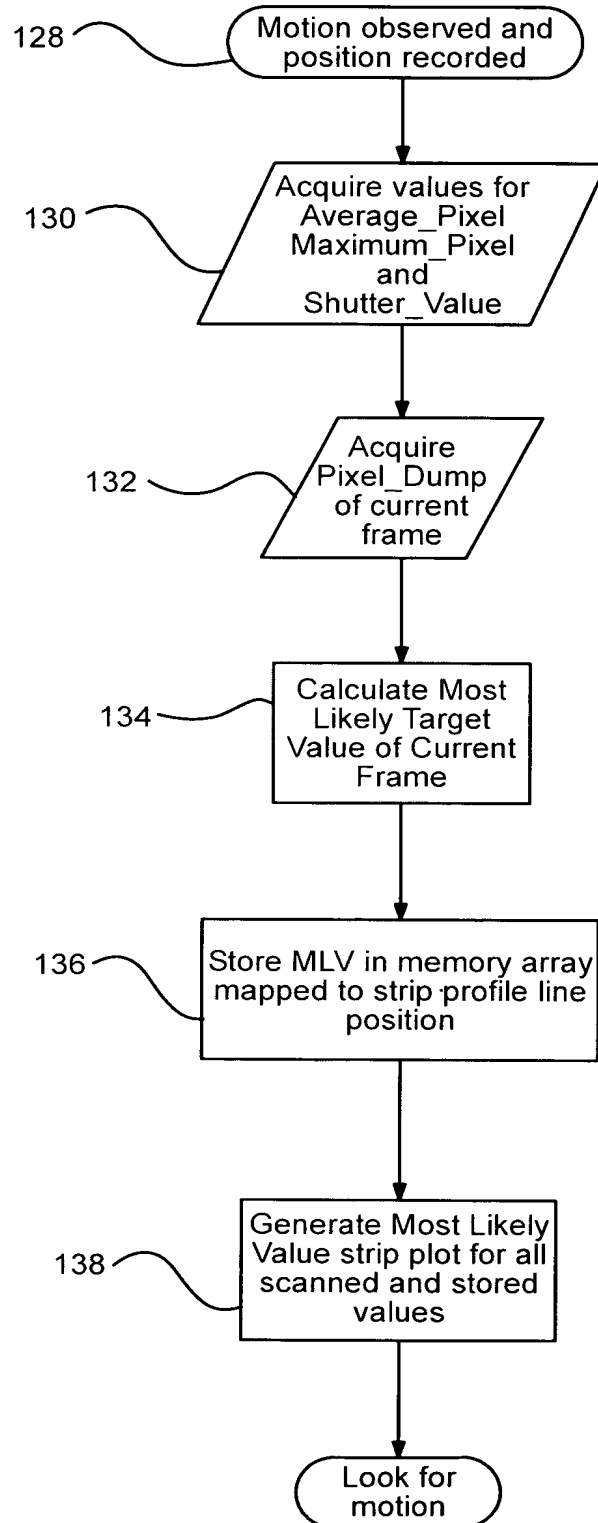 128
Motion observed and
position recorded
130
Acquire values for
Average_Pixel
Maximum_Pixel
and
Shutter_Value
132
Acquire
Pixel_Dump
of current
frame
134
Calculate Most
Likely Target
Value of Current
Frame
136
Store MLV in memory array
mapped to strip profile line
position
138
Generate Most Likely
Value strip plot for all
scanned and stored
values
Look for
motion